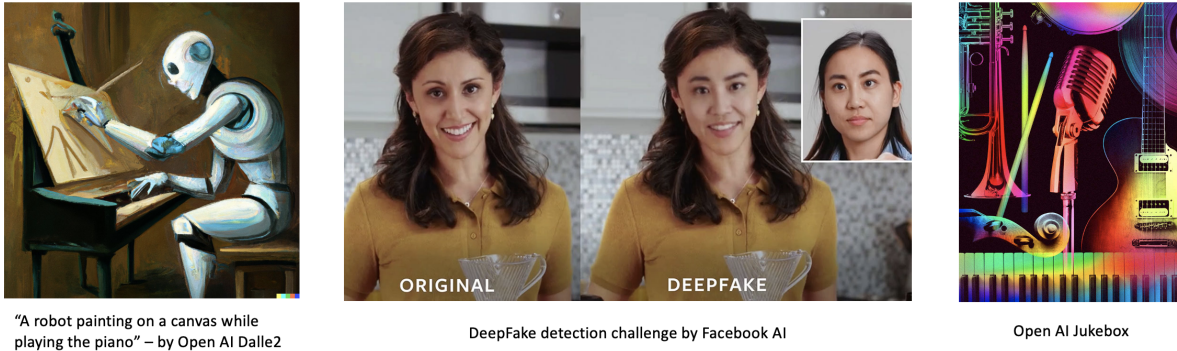 ORIGINAL
DEEPFAKE
“A robot painting on a canvas while
playing the piano” – by Open AI Dalle2
DeepFake detection challenge by Facebook AI
Open AI Jukebox